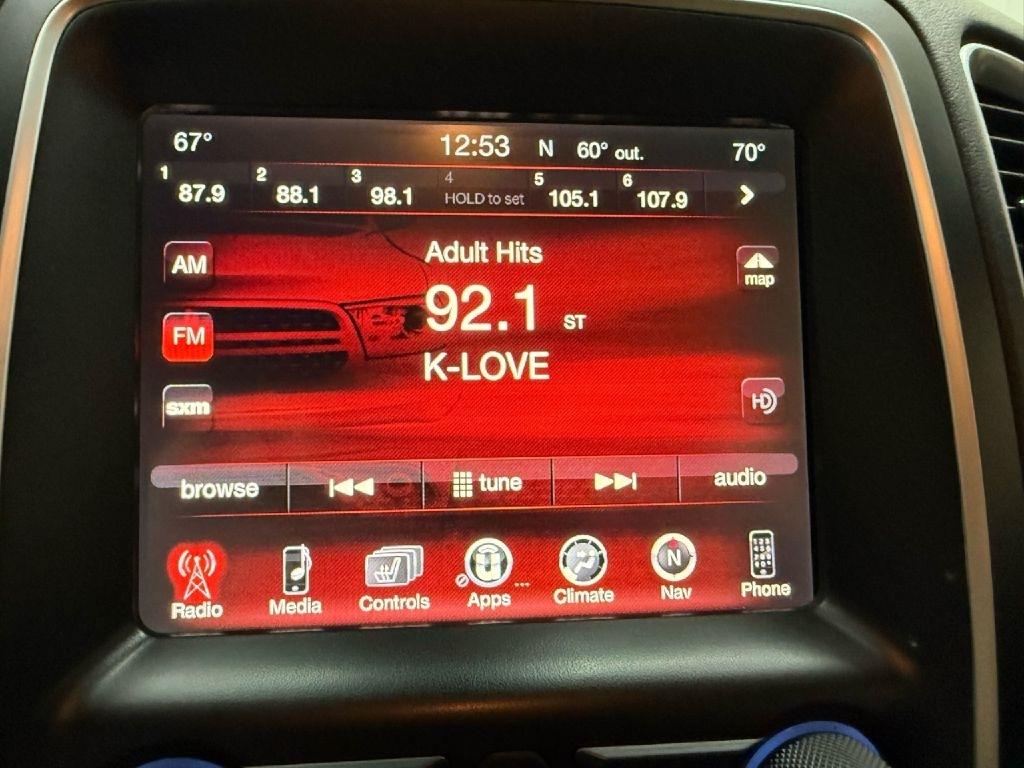 67° 12:53 N 60° out. 70°
1 87.9 2 88.1 3 98.1 4 HOLD to set 5 105.1 6 107.9
Adult Hits
AM
map
92.1 ST
FM
K-LOVE
HD
sxm
browse tune audio
Radio Media Controls Apps ... Climate N Nav Phone